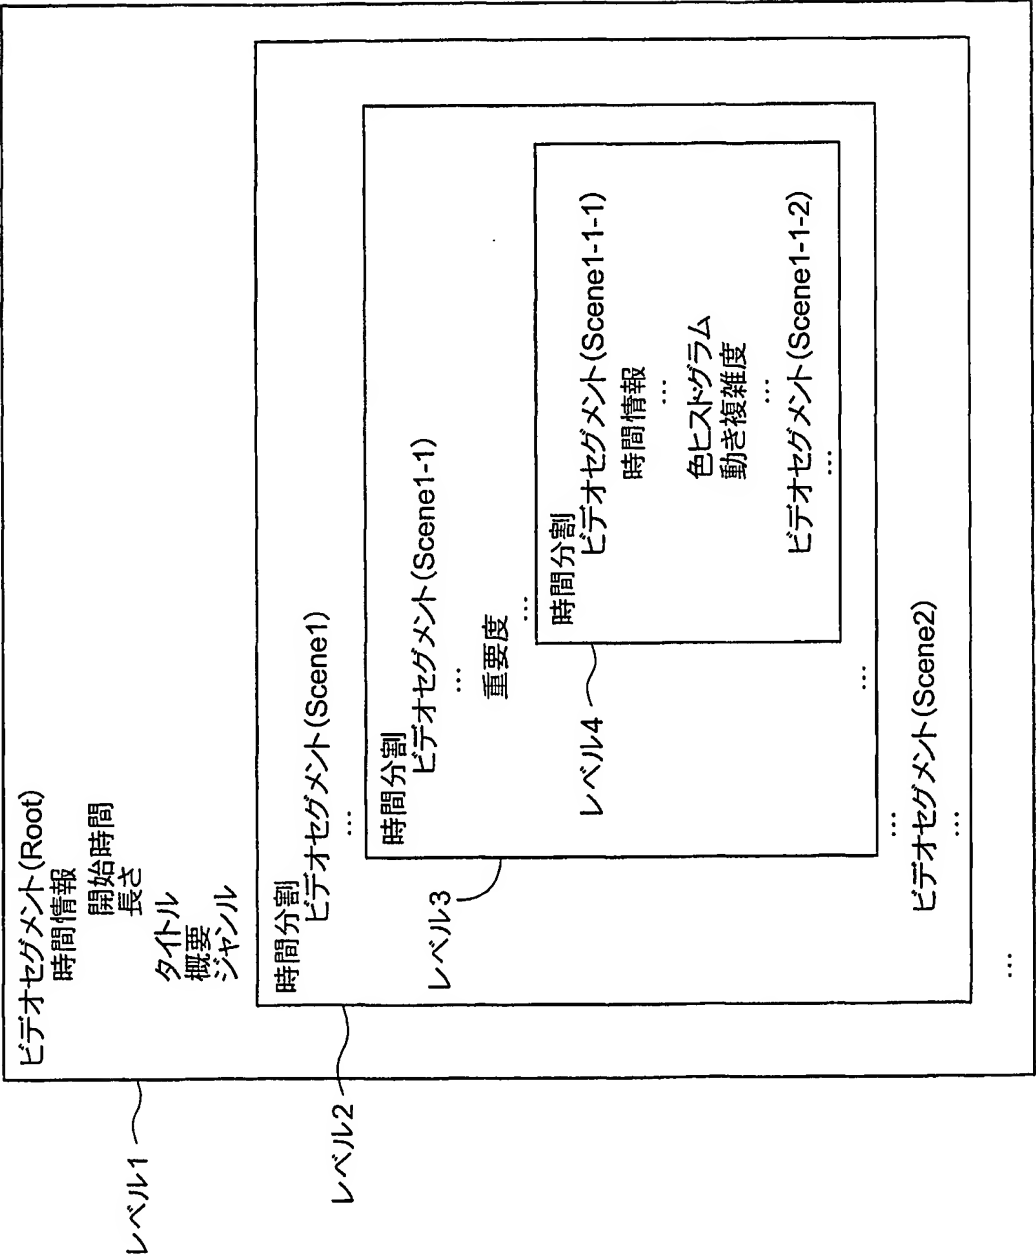 ビデオセグメント(Root)
時間情報
開始時間
長さ
タイトル
概要
ジャンル
レベル1
時間分割
ビデオセグメント(Scene1)
…
レベル2
時間分割
ビデオセグメント(Scene1-1)
…
重要度
…
レベル3
時間分割
ビデオセグメント(Scene1-1-1)
時間情報
…
色ヒストグラム
動き複雑度
…
ビデオセグメント(Scene1-1-2)
…
レベル4
…
…
ビデオセグメント(Scene2)
…
…